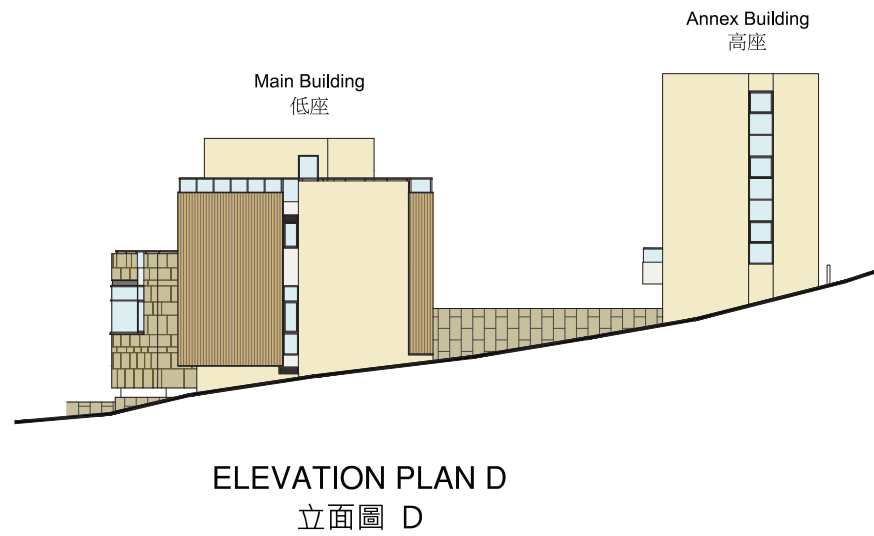 Annex Building
高座
Main Building
低座
ELEVATION PLAN D
立面圖 D